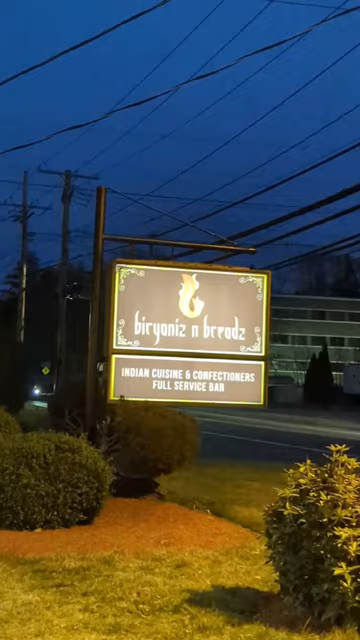 biryaniz n breadz
INDIAN CUISINE & CONFECTIONERS
FULL SERVICE BAR